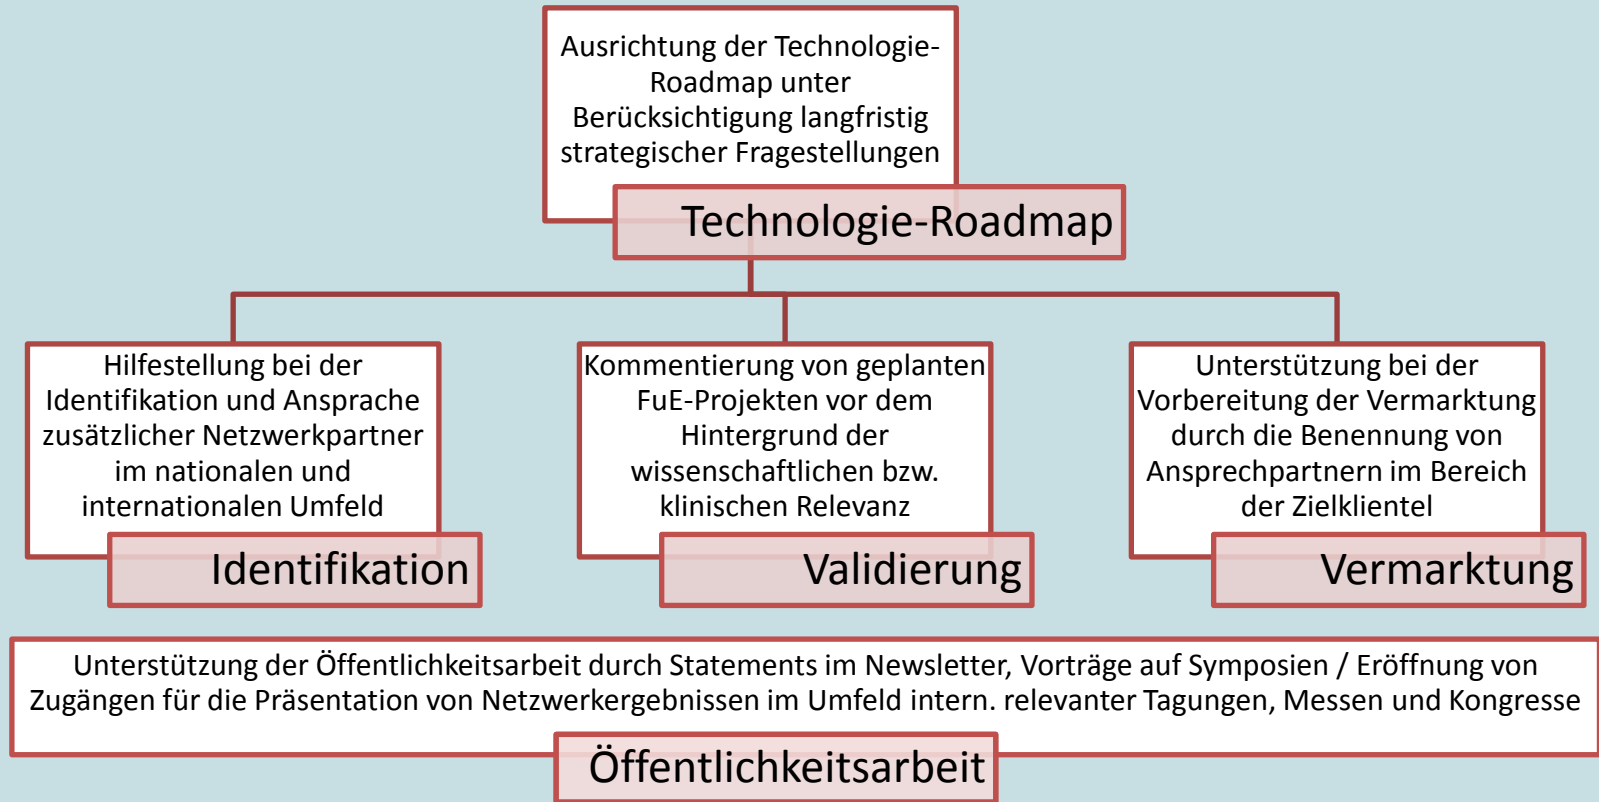 Ausrichtung der Technologie-
Roadmap unter
Berücksichtigung langfristig
strategischer Fragestellungen
Technologie-Roadmap
Hilfestellung bei der
Identifikation und Ansprache
zusätzlicher Netzwerkpartner
im nationalen und
internationalen Umfeld
Identifikation
Kommentierung von geplanten
FuE-Projekten vor dem
Hintergrund der
wissenschaftlichen bzw.
klinischen Relevanz
Validierung
Unterstützung bei der
Vorbereitung der Vermarktung
durch die Benennung von
Ansprechpartnern im Bereich
der Zielklientel
Vermarktung
Unterstützung der Öffentlichkeitsarbeit durch Statements im Newsletter, Vorträge auf Symposien / Eröffnung von
Zugängen für die Präsentation von Netzwerkergebnissen im Umfeld intern. relevanter Tagungen, Messen und Kongresse
Öffentlichkeitsarbeit